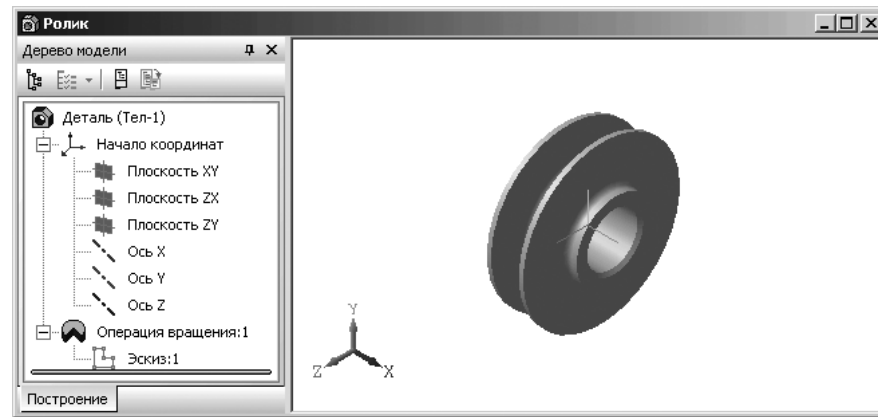 Ролик
Дерево модели
Деталь (Тел-1)
Начало координат
Плоскость XY
Плоскость ZX
Плоскость ZY
Ось X
Ось Y
Ось Z
Операция вращения:1
Эскиз:1
Построение
Y
Z
X